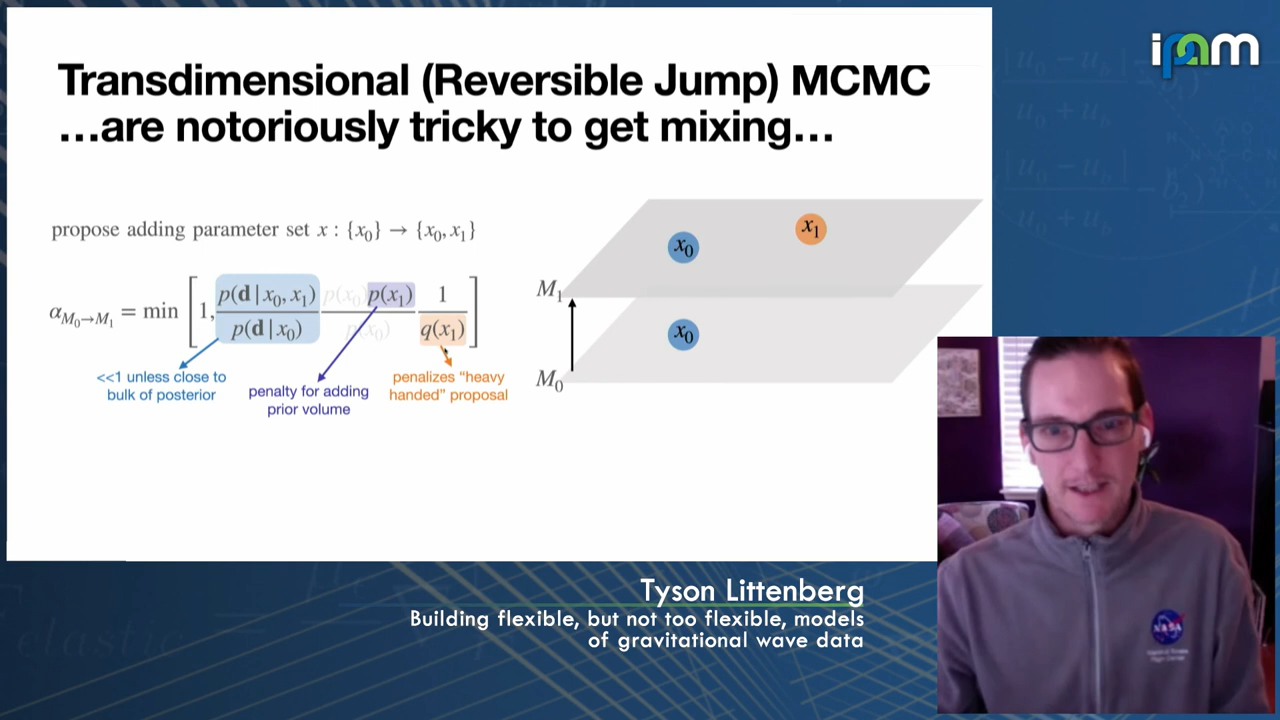 ipam
Transdimensional (Reversible Jump) MCMC
...are notoriously tricky to get mixing...
propose adding parameter set x : {x₀} → {x₀, x₁}
α_{M₀→M₁} = min [ 1, p(d|x₀, x₁) / p(d|x₀) p(x₀)p(x₁) / p(x₀) 1 / q(x₁) ]
<<1 unless close to
bulk of posterior
penalty for adding
prior volume
penalizes “heavy
handed” proposal
M₁
x₀
x₁
M₀
x₀
Tyson Littenberg
Building flexible, but not too flexible, models
of gravitational wave data
NASA
elastic